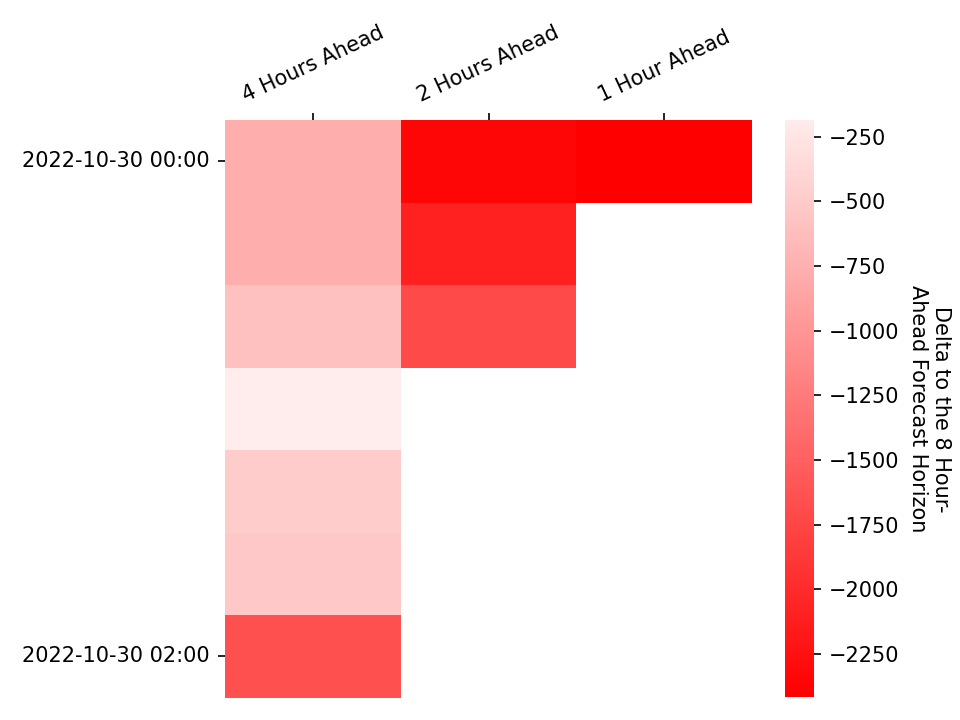 4 Hours Ahead
2 Hours Ahead
1 Hour Ahead
2022-10-30 00:00
2022-10-30 02:00
−250
−500
−750
−1000
−1250
−1500
−1750
−2000
−2250
Delta to the 8 Hour-
Ahead Forecast Horizon